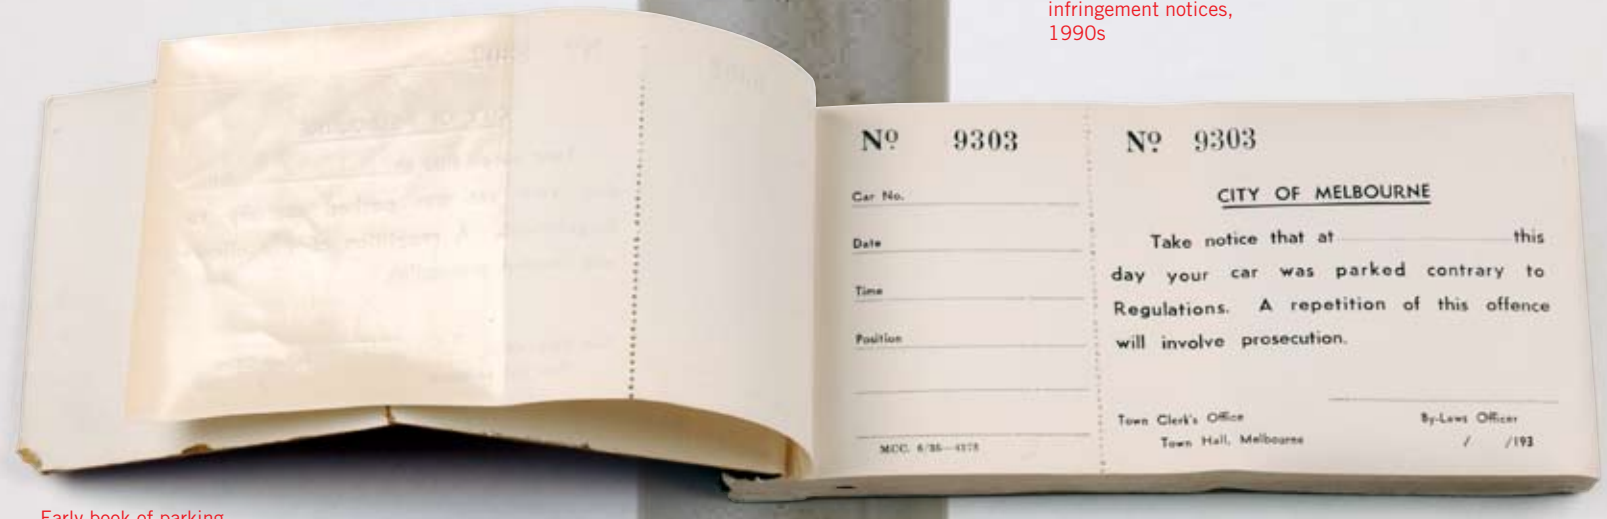 infringement notices,
1990s
Nº 9303
Car No.
Date
Time
Position
Nº 9303
CITY OF MELBOURNE
Take notice that at this
day your car was parked contrary to
Regulations. A repetition of this offence
will involve prosecution.
Town Clerk's Office
Town Hall, Melbourne
By-Laws Officer
/ /193
Early book of parking